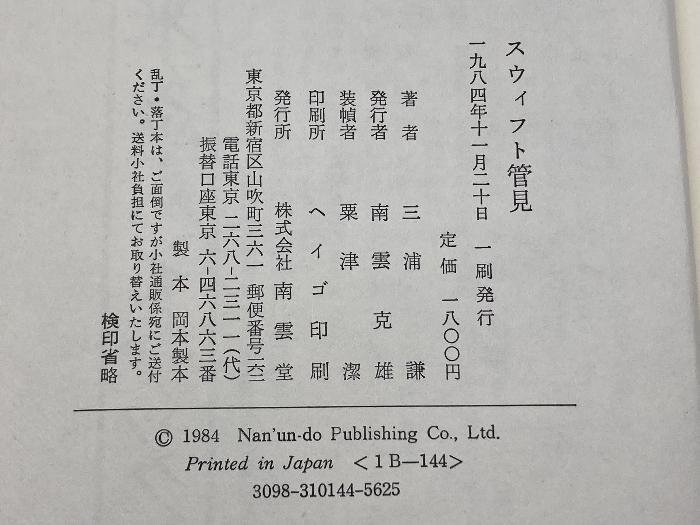 スウィフト管見
一九八四年十一月二十日 一刷発行
定価 一八〇〇円
著者 三浦謙
発行者 南雲克雄
装幀者 粟津潔
印刷所 ヘイゴ印刷
発行所 株式会社南雲堂
東京都新宿区山吹町三六一 郵便番号一六二
電話東京 二六八-二三一一(代)
振替口座東京 六-四六八六三番
製本 岡本製本
乱丁・落丁本は、ご面倒ですが小社通販係宛にご送付
ください。送料小社負担にてお取り替えいたします。
検印省略
© 1984 Nan'un-do Publishing Co., Ltd.
Printed in Japan <1B—144>
3098-310144-5625